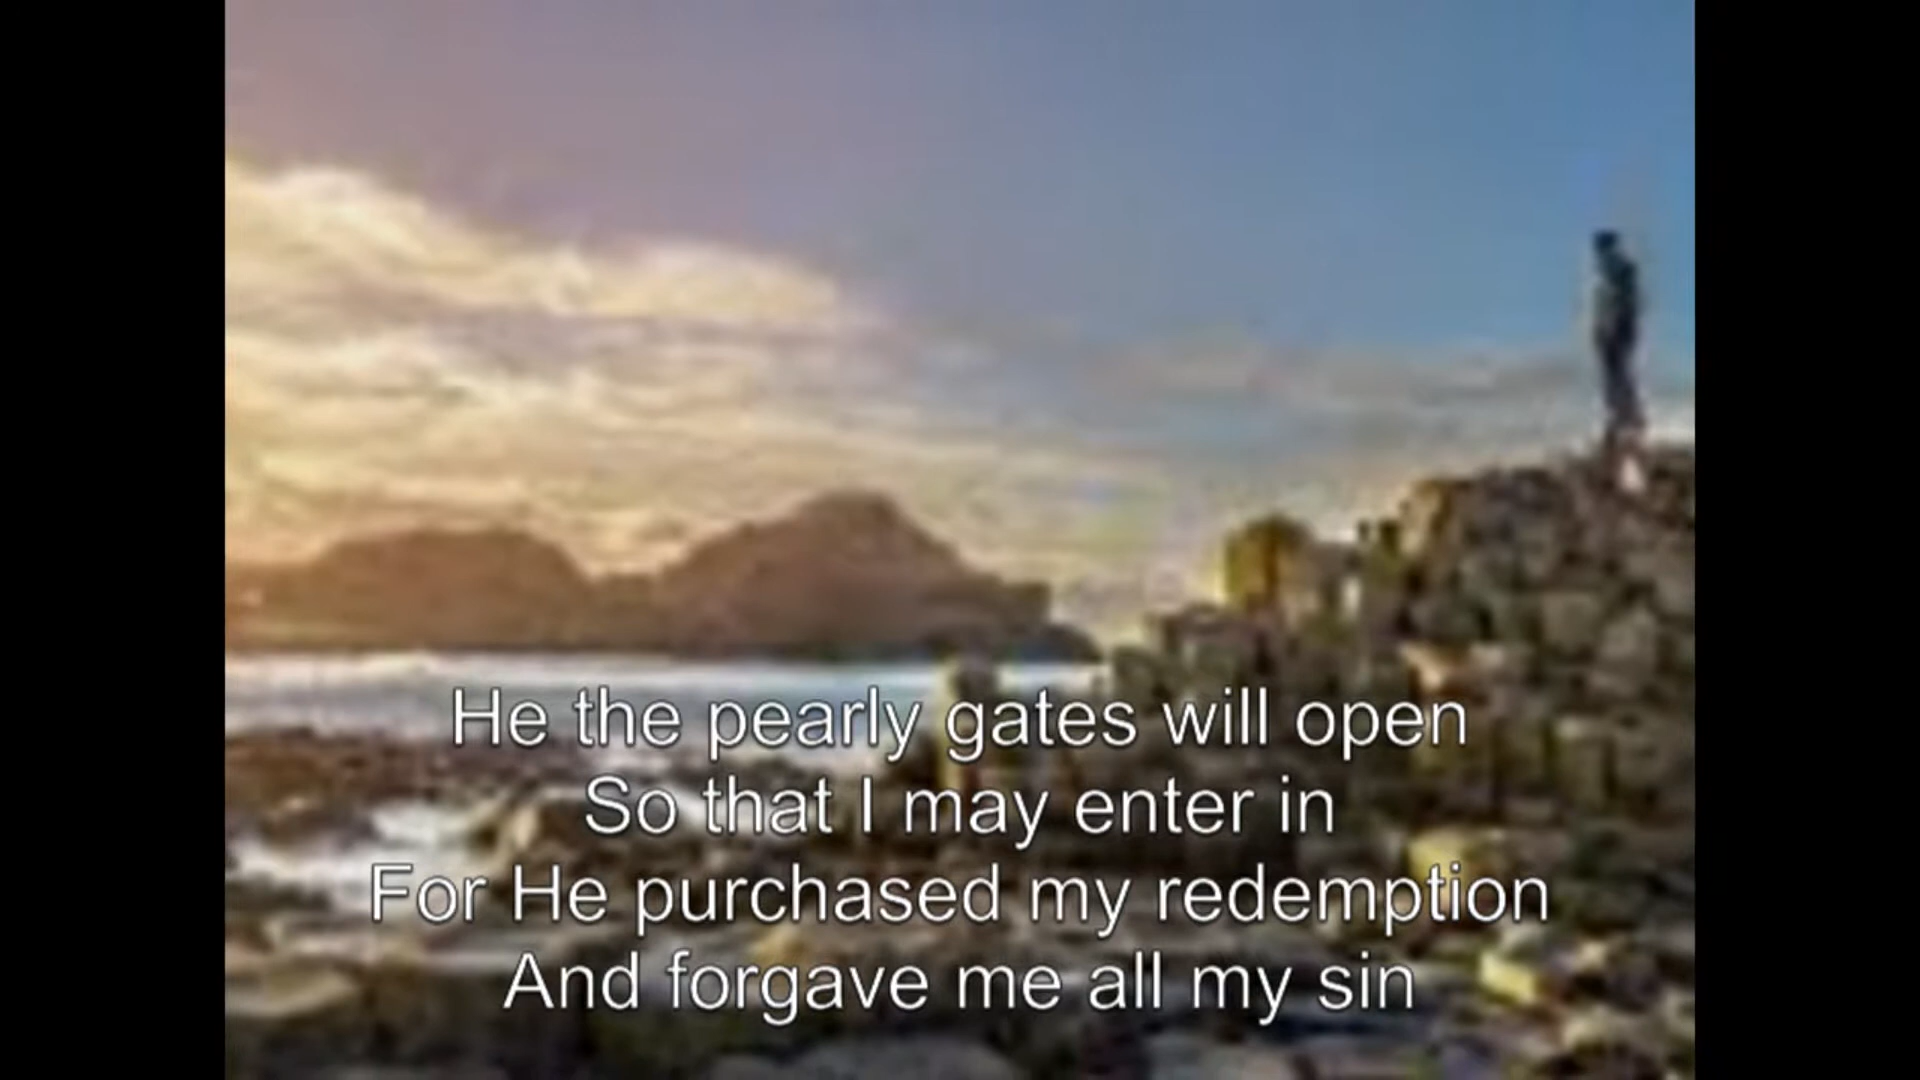 He the pearly gates will open
So that I may enter in
For He purchased my redemption
And forgave me all my sin